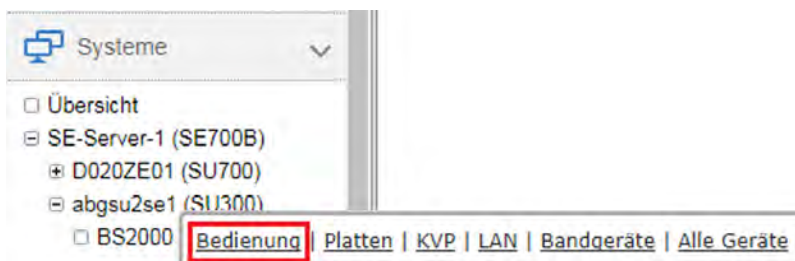 Systeme
Übersicht
SE-Server-1 (SE700B)
D020ZE01 (SU700)
abgsu2se1 (SU300)
BS2000
Bedienung | Platten | KVP | LAN | Bandgeräte | Alle Geräte